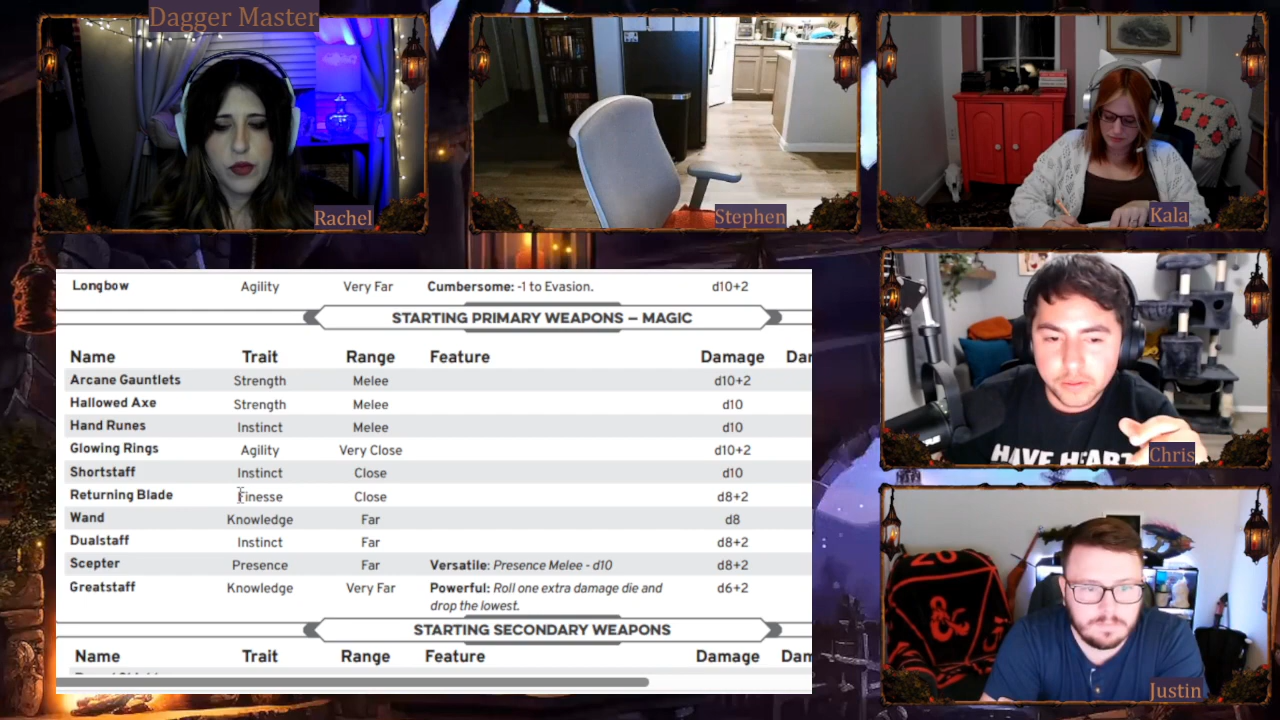 Dagger Master
Rachel
Stephen
Kala
Longbow Agility Very Far Cumbersome: -1 to Evasion. d10+2
STARTING PRIMARY WEAPONS – MAGIC
Name Trait Range Feature Damage
Arcane Gauntlets Strength Melee d10+2
Hallowed Axe Strength Melee d10
Hand Runes Instinct Melee d10
Glowing Rings Agility Very Close d10+2
Shortstaff Instinct Close d10
Returning Blade Finesse Close d8+2
Wand Knowledge Far d8
Dualstaff Instinct Far d8+2
Scepter Presence Far Versatile: Presence Melee - d10 d8+2
Greatstaff Knowledge Very Far Powerful: Roll one extra damage die and d6+2
drop the lowest.
STARTING SECONDARY WEAPONS
Name Trait Range Feature Damage
HAVE HEART
Chris
20
&
Justin